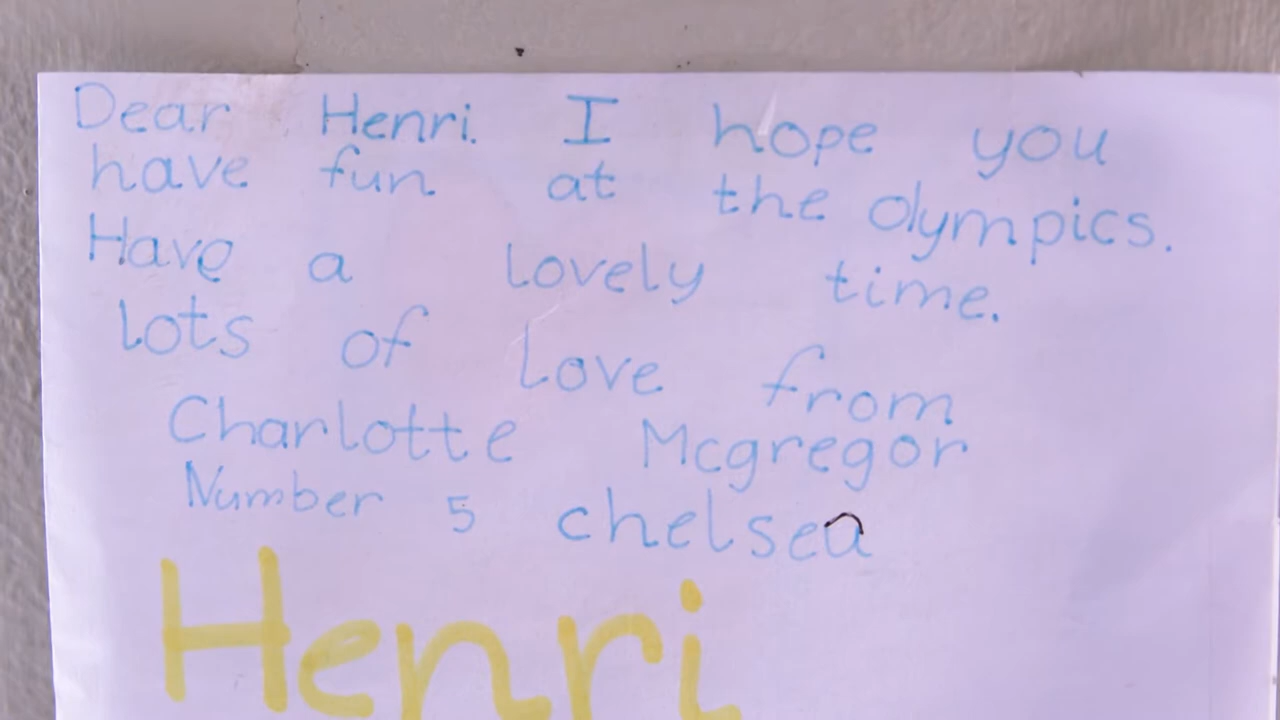 Dear Henri. I hope you
have fun at the Olympics.
Have a lovely time.
lots of love from
Charlotte Mcgregor
Number 5 chelsea
Henri